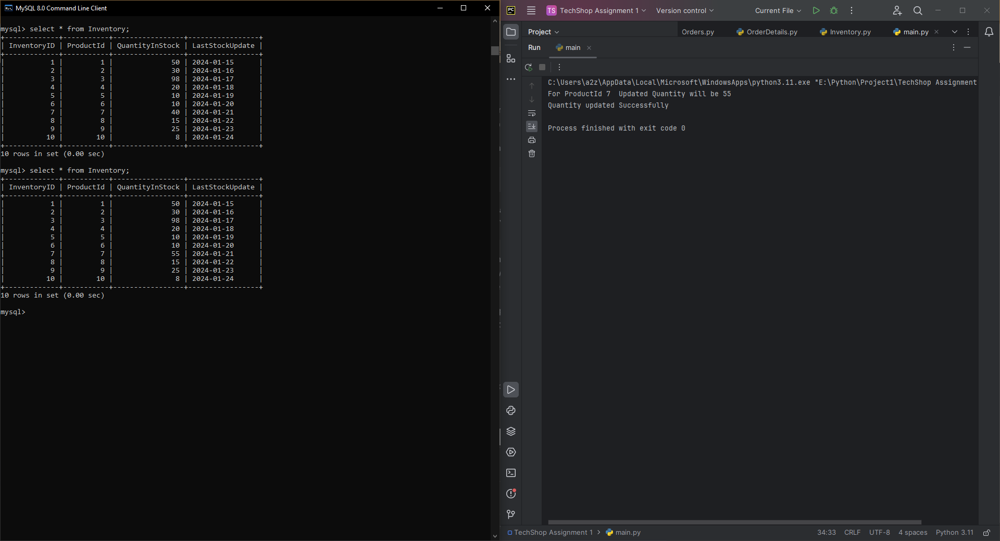 MySQL 8.0 Command Line Client
mysql> select * from Inventory;
+-------------+-----------+-----------------+-----------------+
| InventoryID | ProductId | QuantityInStock | LastStockUpdate |
+-------------+-----------+-----------------+-----------------+
|           1 |         1 |              50 | 2024-01-15      |
|           2 |         2 |              30 | 2024-01-16      |
|           3 |         3 |              98 | 2024-01-17      |
|           4 |         4 |              20 | 2024-01-18      |
|           5 |         5 |              10 | 2024-01-19      |
|           6 |         6 |              10 | 2024-01-20      |
|           7 |         7 |              40 | 2024-01-21      |
|           8 |         8 |              15 | 2024-01-22      |
|           9 |         9 |              25 | 2024-01-23      |
|          10 |        10 |               8 | 2024-01-24      |
+-------------+-----------+-----------------+-----------------+
10 rows in set (0.00 sec)
mysql> select * from Inventory;
+-------------+-----------+-----------------+-----------------+
| InventoryID | ProductId | QuantityInStock | LastStockUpdate |
+-------------+-----------+-----------------+-----------------+
|           1 |         1 |              50 | 2024-01-15      |
|           2 |         2 |              30 | 2024-01-16      |
|           3 |         3 |              98 | 2024-01-17      |
|           4 |         4 |              20 | 2024-01-18      |
|           5 |         5 |              10 | 2024-01-19      |
|           6 |         6 |              10 | 2024-01-20      |
|           7 |         7 |              55 | 2024-01-21      |
|           8 |         8 |              15 | 2024-01-22      |
|           9 |         9 |              25 | 2024-01-23      |
|          10 |        10 |               8 | 2024-01-24      |
+-------------+-----------+-----------------+-----------------+
10 rows in set (0.00 sec)
mysql>
PC TS TechShop Assignment 1 Version control Current File
Project Orders.py OrderDetails.py Inventory.py main.py
Run main
C:\Users\a2z\AppData\Local\Microsoft\WindowsApps\python3.11.exe "E:\Python\Project1\TechShop Assignment
For ProductId 7  Updated Quantity will be 55
Quantity updated Successfully
Process finished with exit code 0
TechShop Assignment 1 > main.py 34:33 CRLF UTF-8 4 spaces Python 3.11